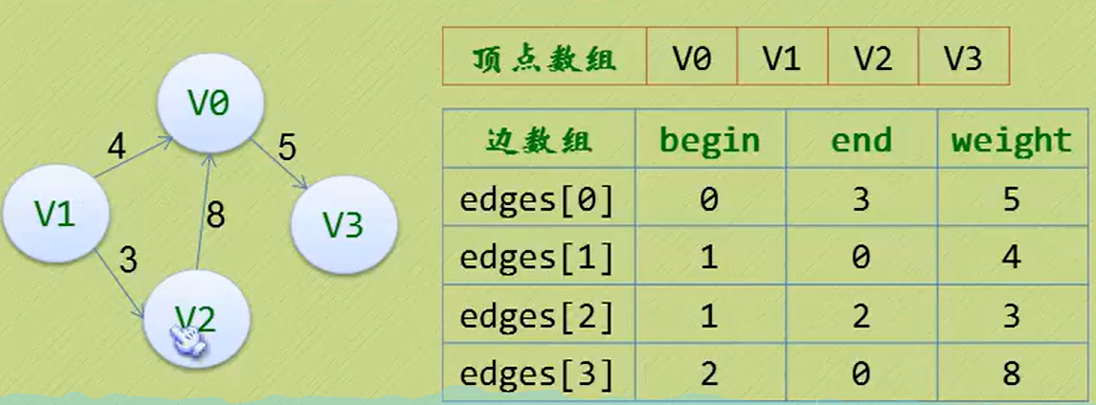 V0
4
5
V1
8
V3
3
V2
顶点数组 V0 V1 V2 V3
边数组 begin end weight
edges[0] 0 3 5
edges[1] 1 0 4
edges[2] 1 2 3
edges[3] 2 0 8